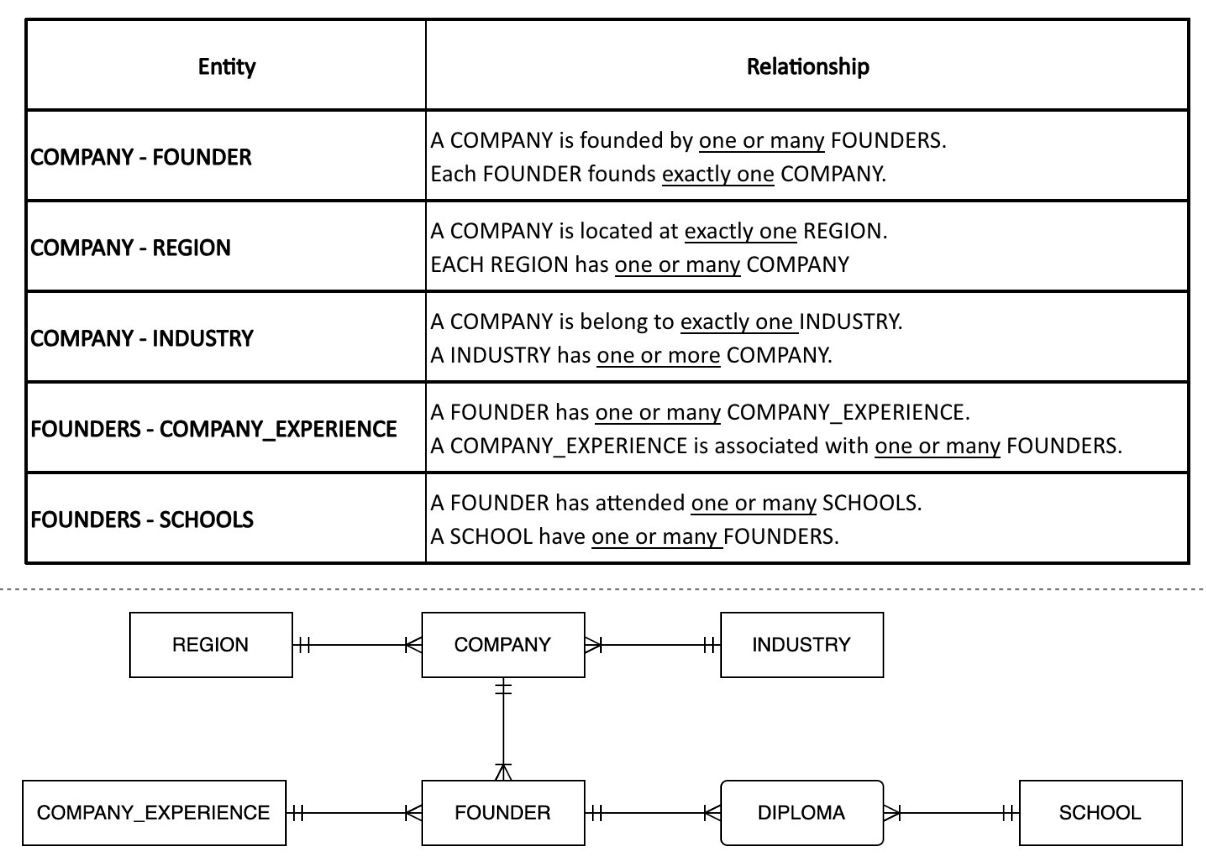 Entity
Relationship
COMPANY - FOUNDER
A COMPANY is founded by one or many FOUNDERS.
Each FOUNDER founds exactly one COMPANY.
COMPANY - REGION
A COMPANY is located at exactly one REGION.
EACH REGION has one or many COMPANY
COMPANY - INDUSTRY
A COMPANY is belong to exactly one INDUSTRY.
A INDUSTRY has one or more COMPANY.
FOUNDERS - COMPANY_EXPERIENCE
A FOUNDER has one or many COMPANY_EXPERIENCE.
A COMPANY_EXPERIENCE is associated with one or many FOUNDERS.
FOUNDERS - SCHOOLS
A FOUNDER has attended one or many SCHOOLS.
A SCHOOL have one or many FOUNDERS.
REGION
COMPANY
INDUSTRY
COMPANY_EXPERIENCE
FOUNDER
DIPLOMA
SCHOOL